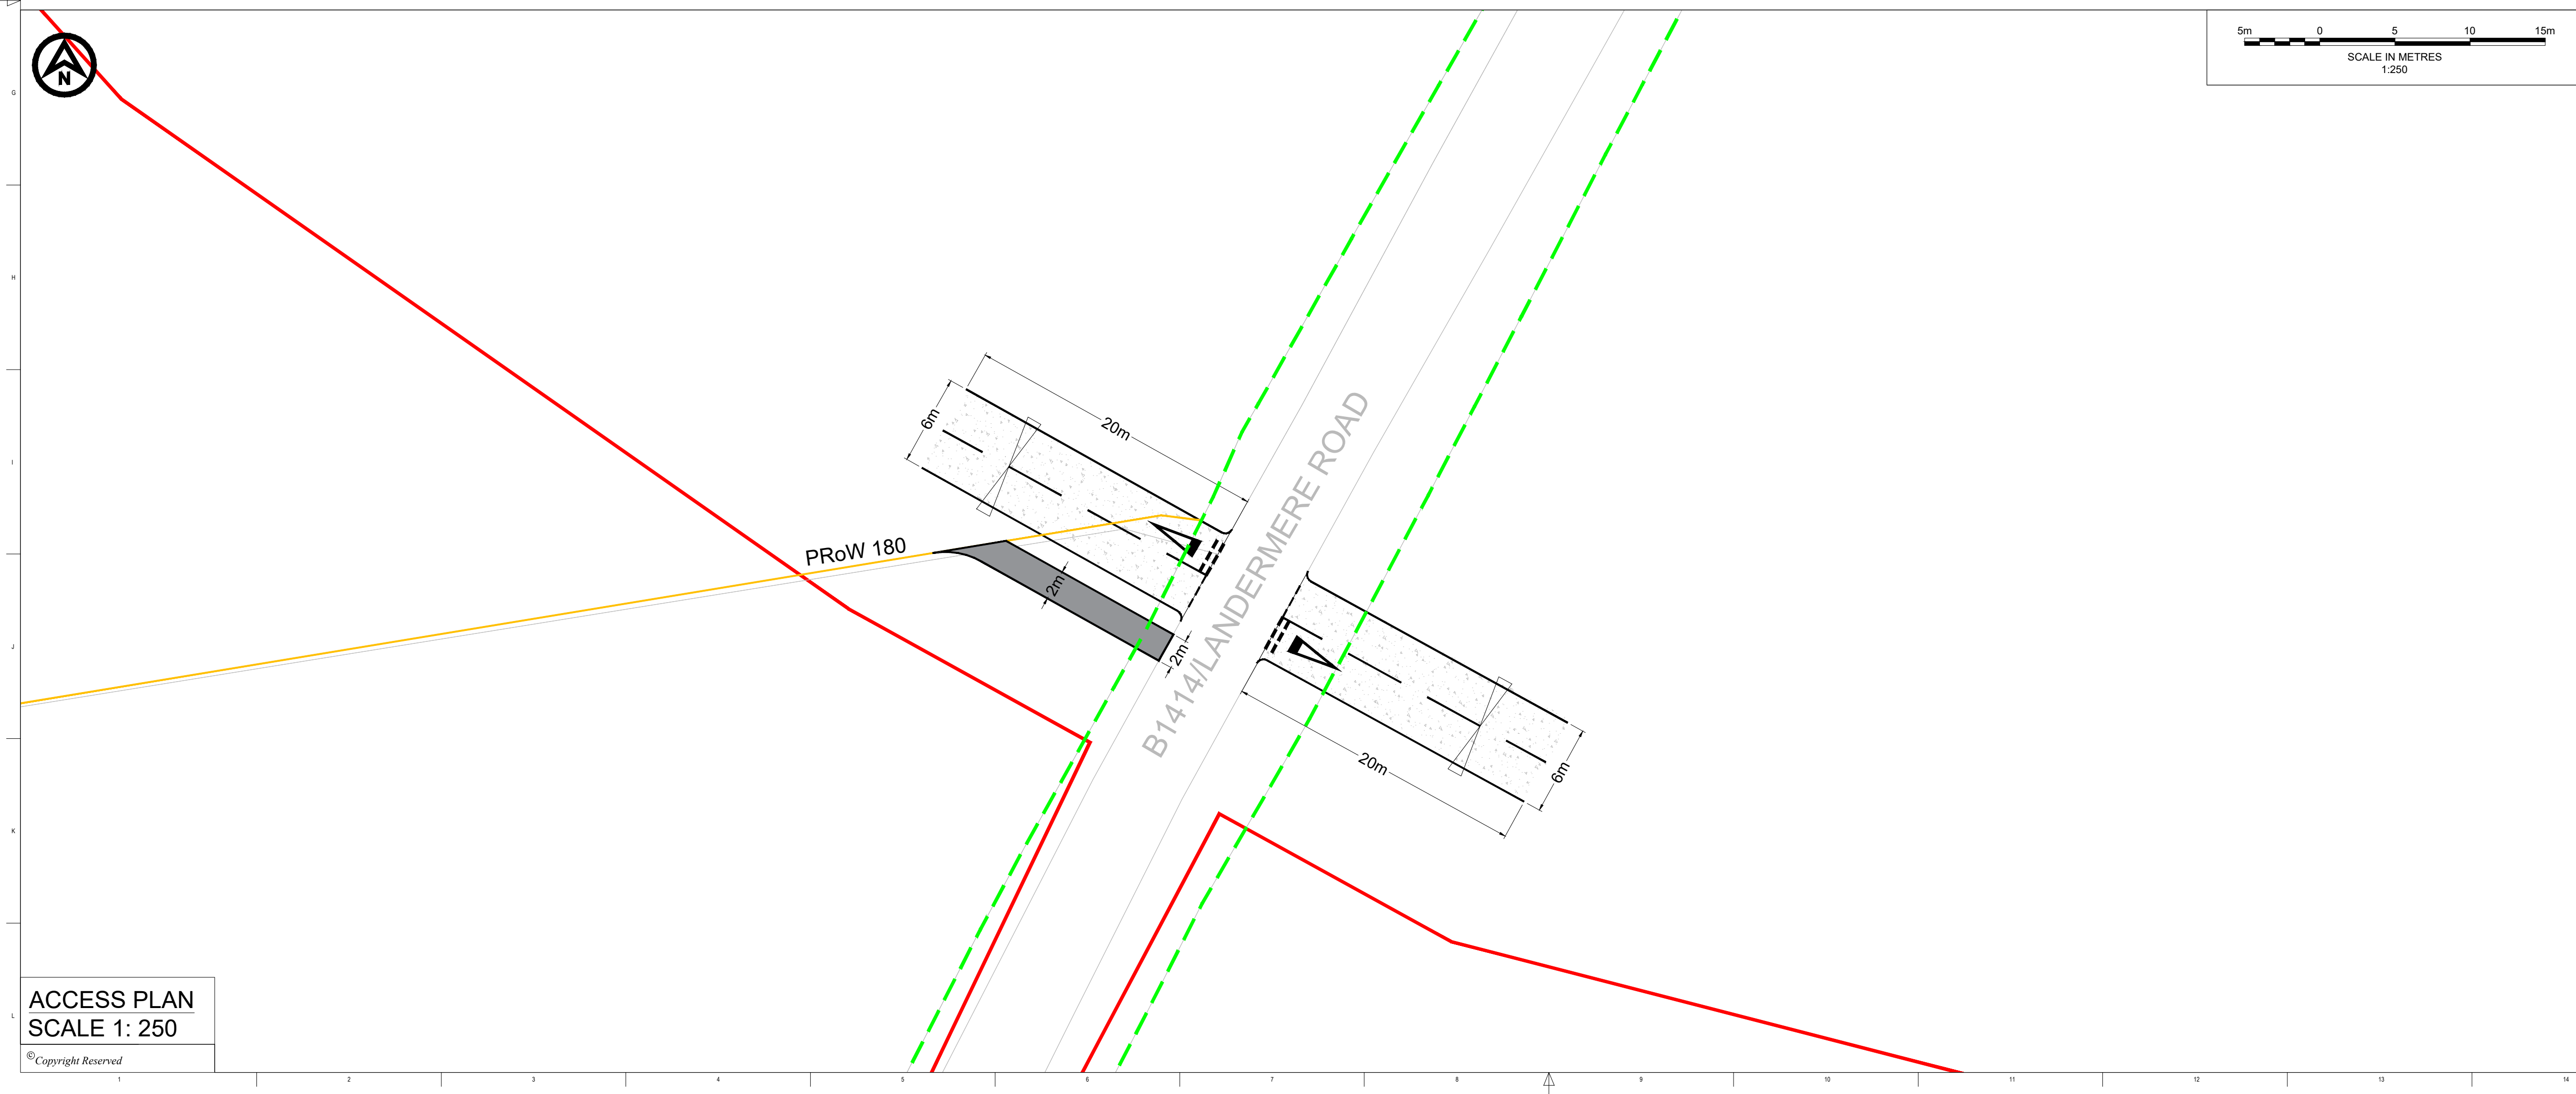 N
5m 0 5 10 15m
SCALE IN METRES
1:250
G
H
I
J
K
L
6m
20m
PRoW 180
2m
2m
B1414/LANDERMERE ROAD
20m
6m
ACCESS PLAN
SCALE 1: 250
©Copyright Reserved
1 2 3 4 5 6 7 8 9 10 11 12 13 14